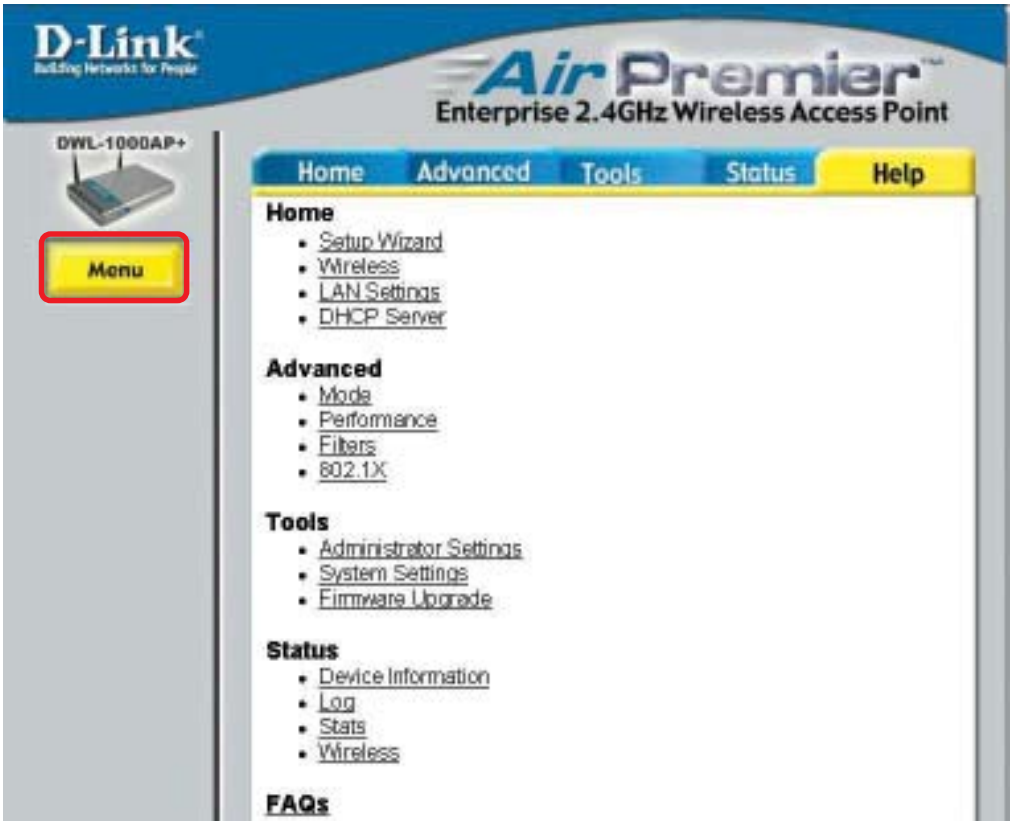 D-Link
Building Networks for People
Air Premier™
Enterprise 2.4GHz Wireless Access Point
DWL-1000AP+
Menu
Home Advanced Tools Status Help
Home
• Setup Wizard
• Wireless
• LAN Settings
• DHCP Server
Advanced
• Mode
• Performance
• Filters
• 802.1X
Tools
• Administrator Settings
• System Settings
• Firmware Upgrade
Status
• Device Information
• Log
• Stats
• Wireless
FAQs